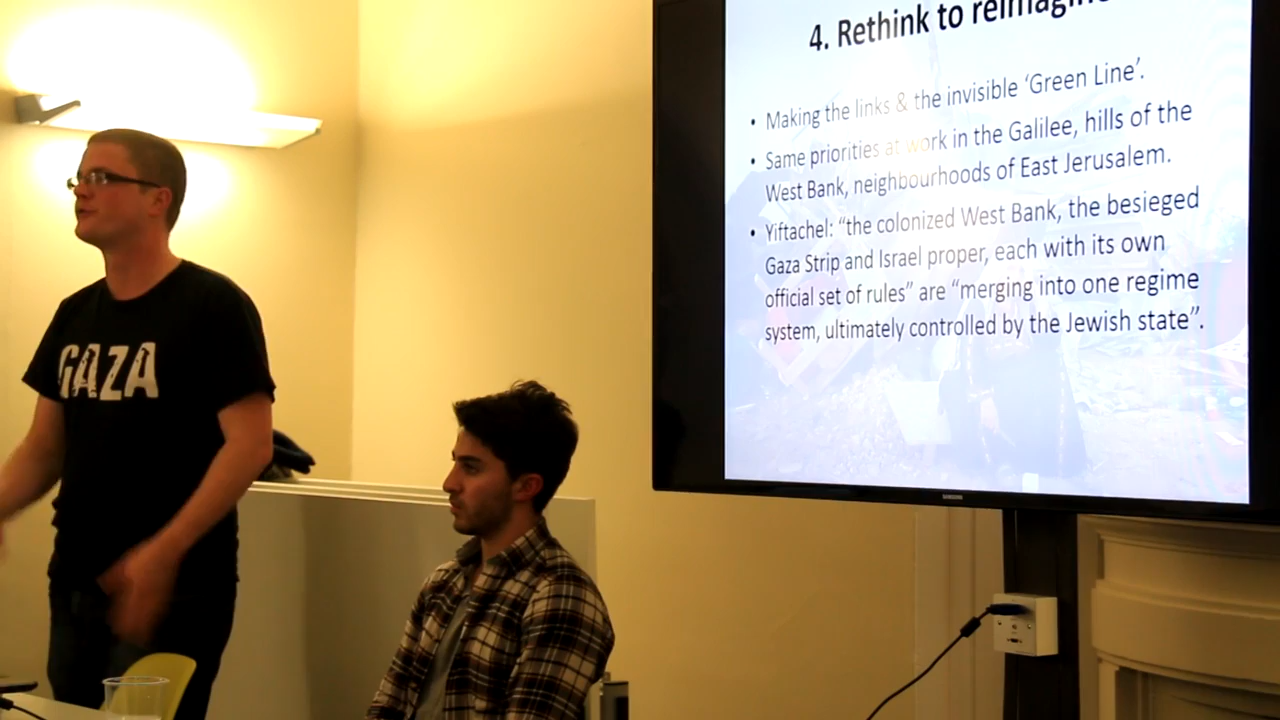 4. Rethink to reimagine
• Making the links & the invisible ‘Green Line’.
• Same priorities at work in the Galilee, hills of the
West Bank, neighbourhoods of East Jerusalem.
• Yiftachel: “the colonized West Bank, the besieged
Gaza Strip and Israel proper, each with its own
official set of rules” are “merging into one regime
system, ultimately controlled by the Jewish state”.
GAZA
SAMSUNG